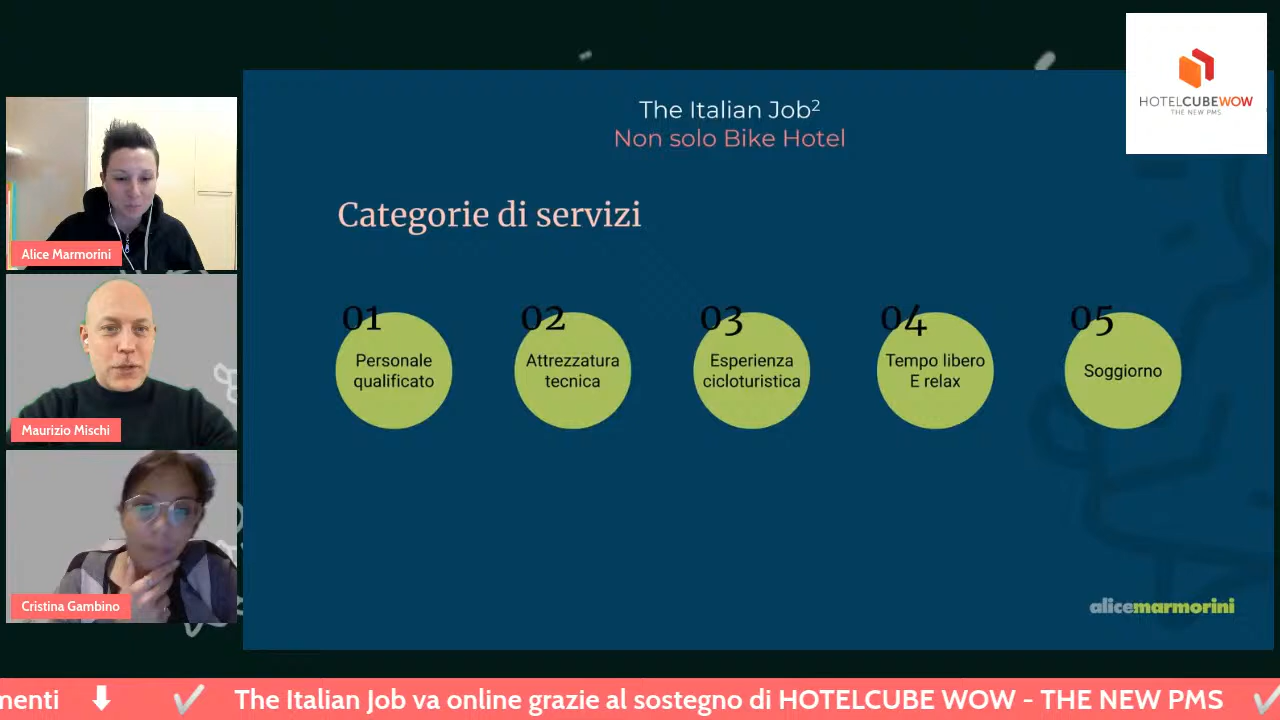 HOTELCUBEWOW
THE NEW PMS
The Italian Job²
Non solo Bike Hotel
Categorie di servizi
01
Personale
qualificato
02
Attrezzatura
tecnica
03
Esperienza
cicloturistica
04
Tempo libero
E relax
05
Soggiorno
alicemarmorini
Alice Marmorini
Maurizio Mischi
Cristina Gambino
menti ⬇ ✔ The Italian Job va online grazie al sostegno di HOTELCUBE WOW - THE NEW PMS ✔